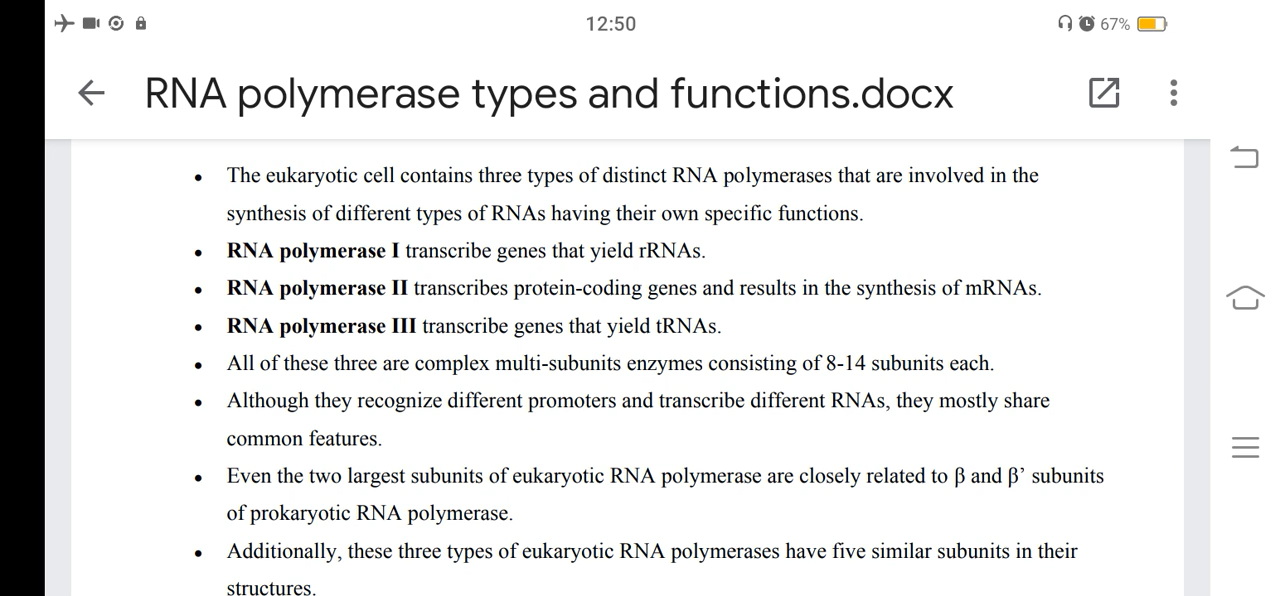 12:50
67%
RNA polymerase types and functions.docx
• The eukaryotic cell contains three types of distinct RNA polymerases that are involved in the
synthesis of different types of RNAs having their own specific functions.
• RNA polymerase I transcribe genes that yield rRNAs.
• RNA polymerase II transcribes protein-coding genes and results in the synthesis of mRNAs.
• RNA polymerase III transcribe genes that yield tRNAs.
• All of these three are complex multi-subunits enzymes consisting of 8-14 subunits each.
• Although they recognize different promoters and transcribe different RNAs, they mostly share
common features.
• Even the two largest subunits of eukaryotic RNA polymerase are closely related to β and β’ subunits
of prokaryotic RNA polymerase.
• Additionally, these three types of eukaryotic RNA polymerases have five similar subunits in their
structures.